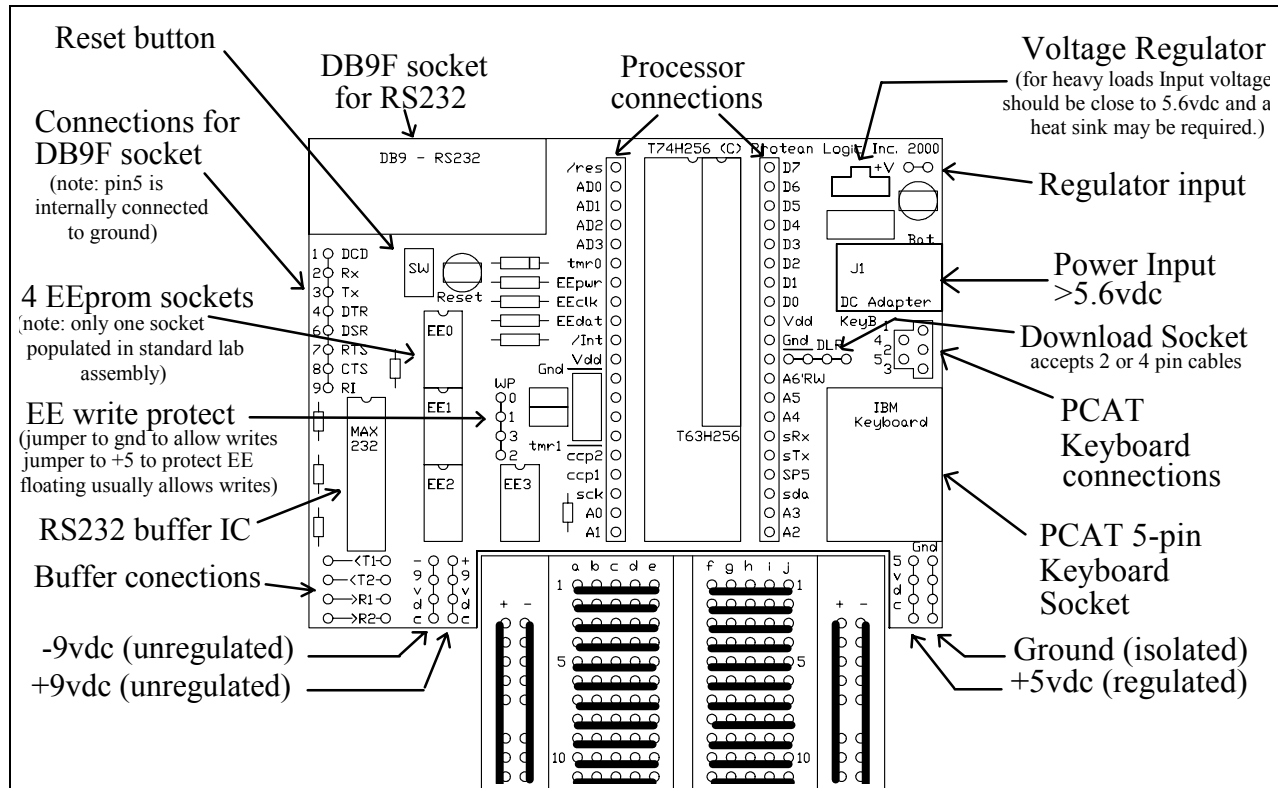 Reset button
DB9F socket
for RS232
Processor
connections
Voltage Regulator
(for heavy loads Input voltage
should be close to 5.6vdc and a
heat sink may be required.)
Connections for
DB9F socket
(note: pin5 is
internally connected
to ground)
Regulator input
Power Input
>5.6vdc
Download Socket
accepts 2 or 4 pin cables
4 EEprom sockets
(note: only one socket
populated in standard lab
assembly)
EE write protect
(jumper to gnd to allow writes
jumper to +5 to protect EE
floating usually allows writes)
PCAT
Keyboard
connections
RS232 buffer IC
PCAT 5-pin
Keyboard
Socket
Buffer conections
-9vdc (unregulated)
+9vdc (unregulated)
Ground (isolated)
+5vdc (regulated)
DB9 - RS232
T74H256 (C) Protean Logic Inc. 2000
/res
AD0
AD1
AD2
AD3
tmr0
EEpwr
EEclk
EEdat
/Int
Vdd
Gnd
tmr1
ccp2
ccp1
sck
A0
A1
D7
D6
D5
D4
D3
D2
D1
D0
Vdd
Gnd
DLR
A6'RW
A5
A4
sRx
sTx
SP5
sda
A3
A2
+V
Bat
J1
DC Adapter
KeyB
1
4
2
5
3
IBM
Keyboard
1 DCD
2 Rx
3 Tx
4 DTR
6 DSR
7 RTS
8 CTS
9 RI
SW
Reset
EE0
EE1
EE2
EE3
WP
0
1
3
2
MAX
232
T63H256
<T1
<T2
>R1
>R2
- 9 v d c
+ 9 v d c
5 v d c
Gnd
a b c d e
f g h i j
1
1
+ -
+ -
5
5
10
10